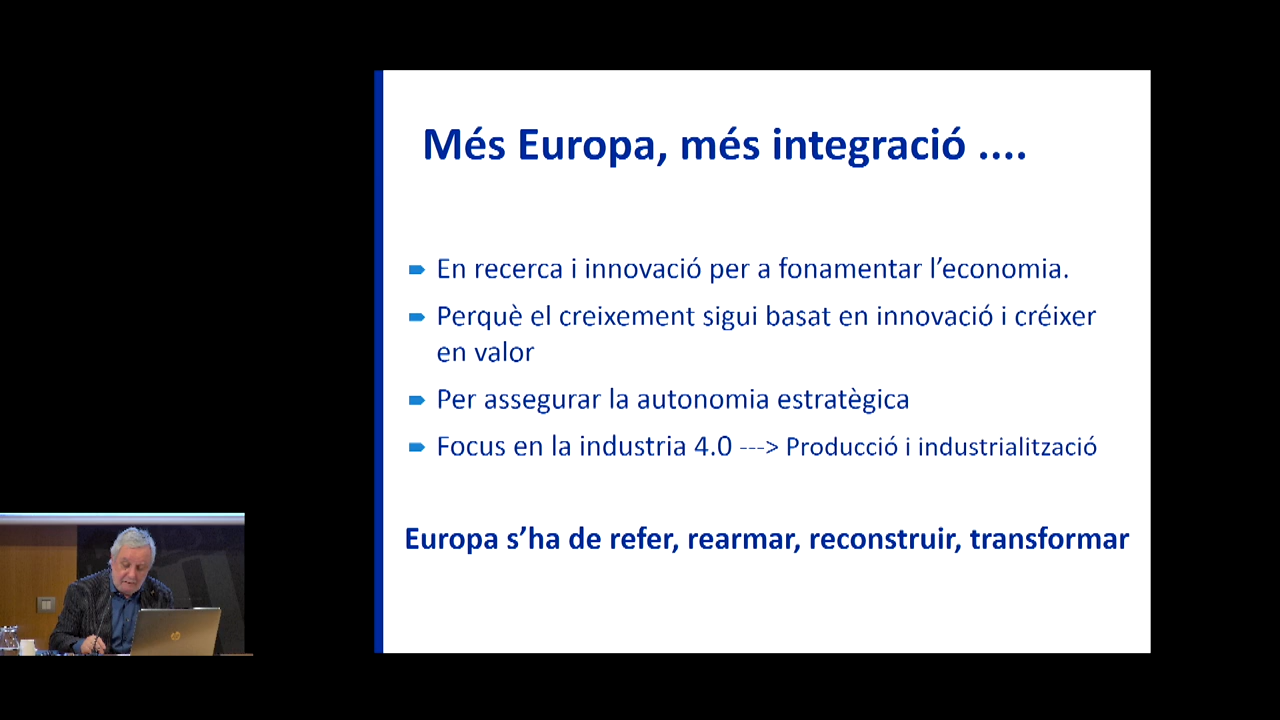 Més Europa, més integració ....
En recerca i innovació per a fonamentar l’economia.
Perquè el creixement sigui basat en innovació i créixer
en valor
Per assegurar la autonomia estratègica
Focus en la industria 4.0 ---> Producció i industrialització
Europa s’ha de refer, rearmar, reconstruir, transformar